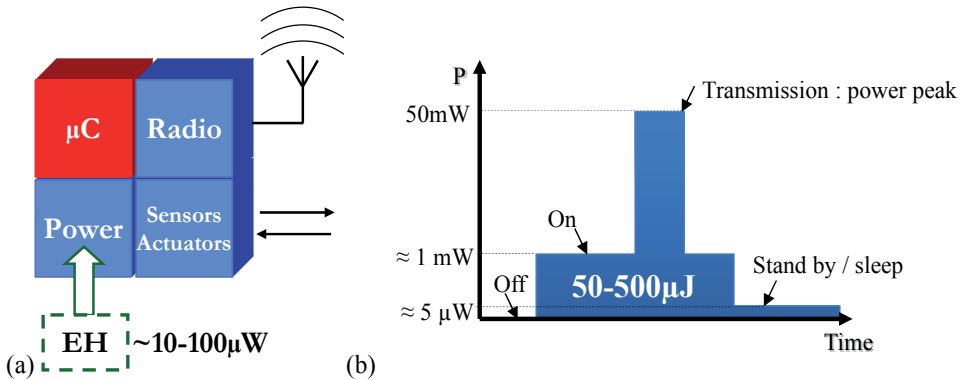 µC
Radio
Power
Sensors
Actuators
EH
~10-100µW
(a)
P
50mW
Transmission : power peak
On
≈ 1 mW
Stand by / sleep
Off
50-500µJ
≈ 5 µW
Time
(b)